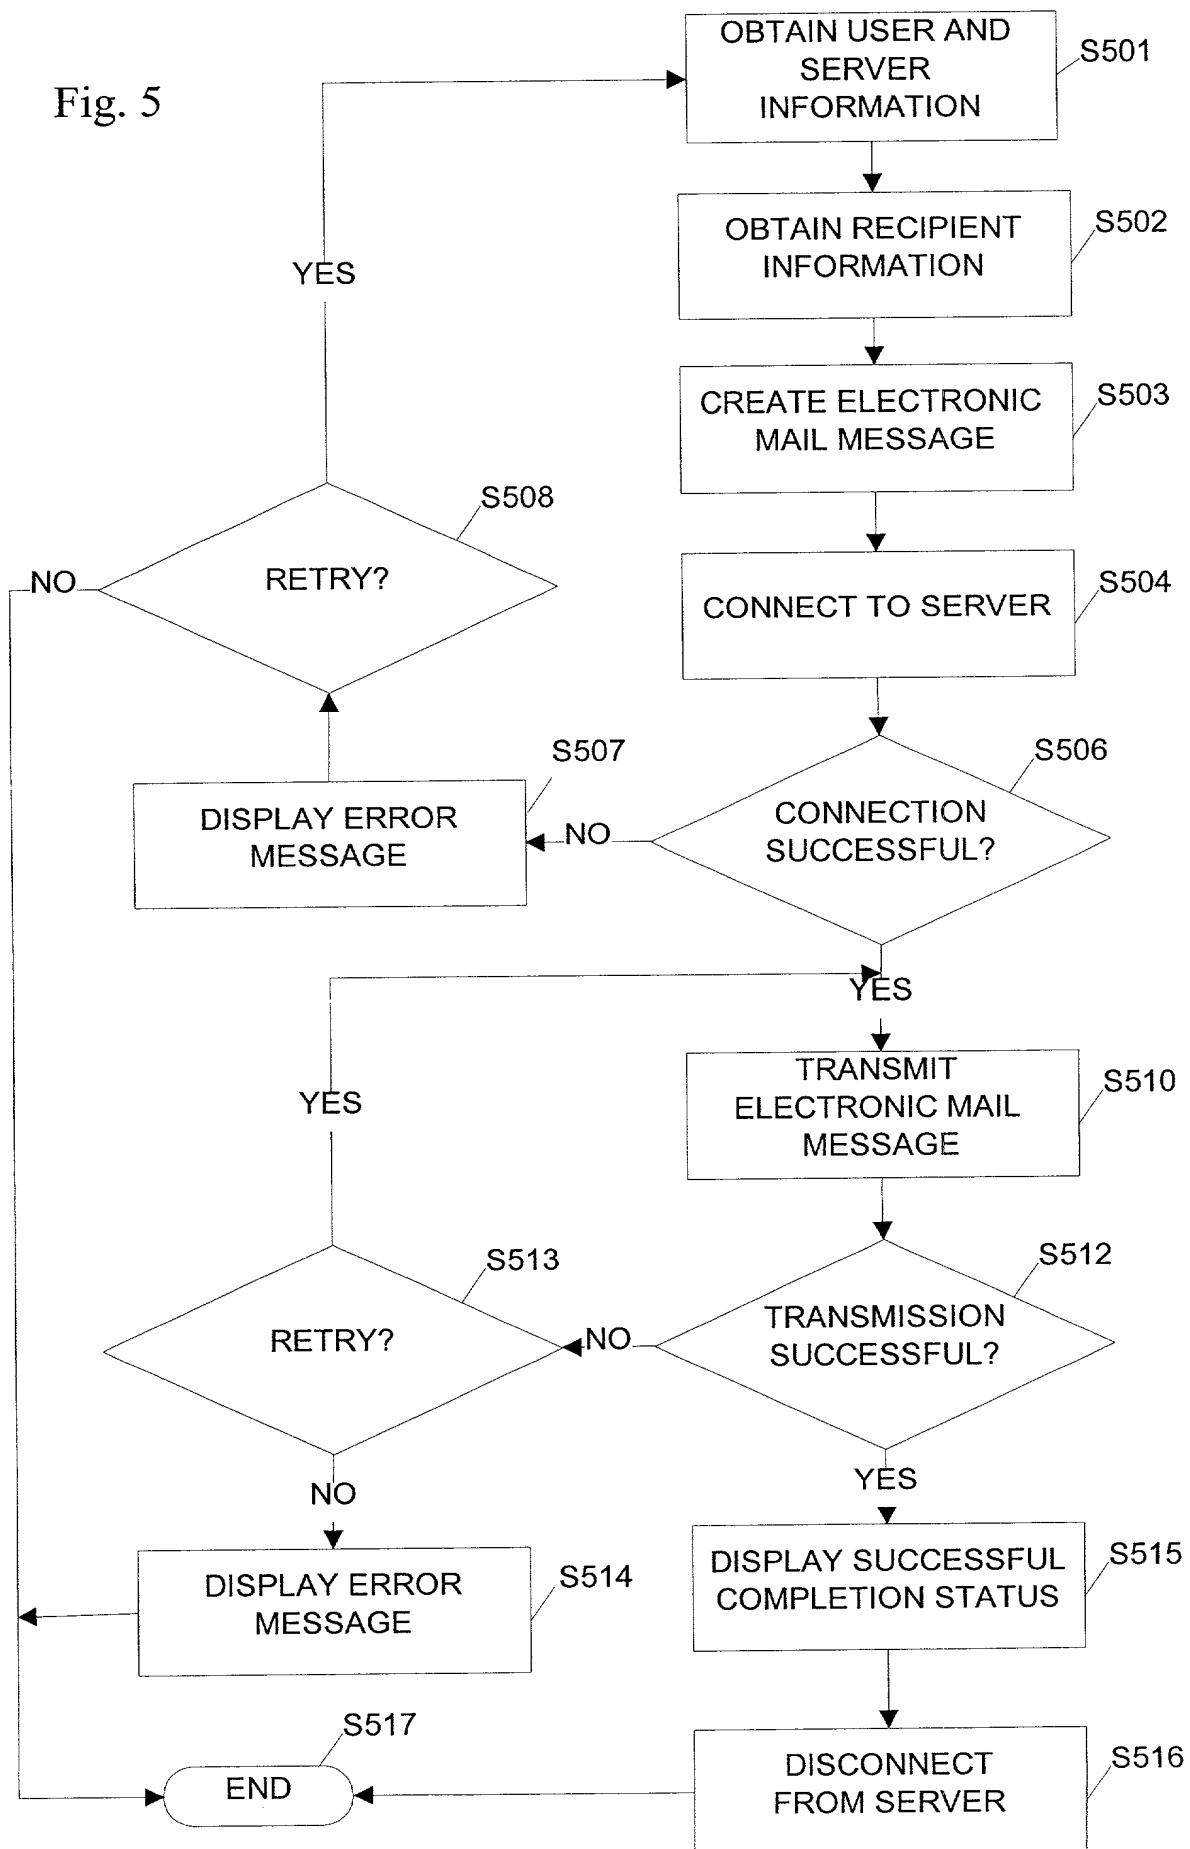 Fig. 5
OBTAIN USER AND
SERVER
INFORMATION
S501
OBTAIN RECIPIENT
INFORMATION
S502
YES
CREATE ELECTRONIC
MAIL MESSAGE
S503
S508
RETRY?
NO
CONNECT TO SERVER
S504
S507
DISPLAY ERROR
MESSAGE
NO
S506
CONNECTION
SUCCESSFUL?
YES
YES
TRANSMIT
ELECTRONIC MAIL
MESSAGE
S510
S513
RETRY?
NO
S512
TRANSMISSION
SUCCESSFUL?
NO
YES
DISPLAY ERROR
MESSAGE
S514
DISPLAY SUCCESSFUL
COMPLETION STATUS
S515
S517
END
DISCONNECT
FROM SERVER
S516